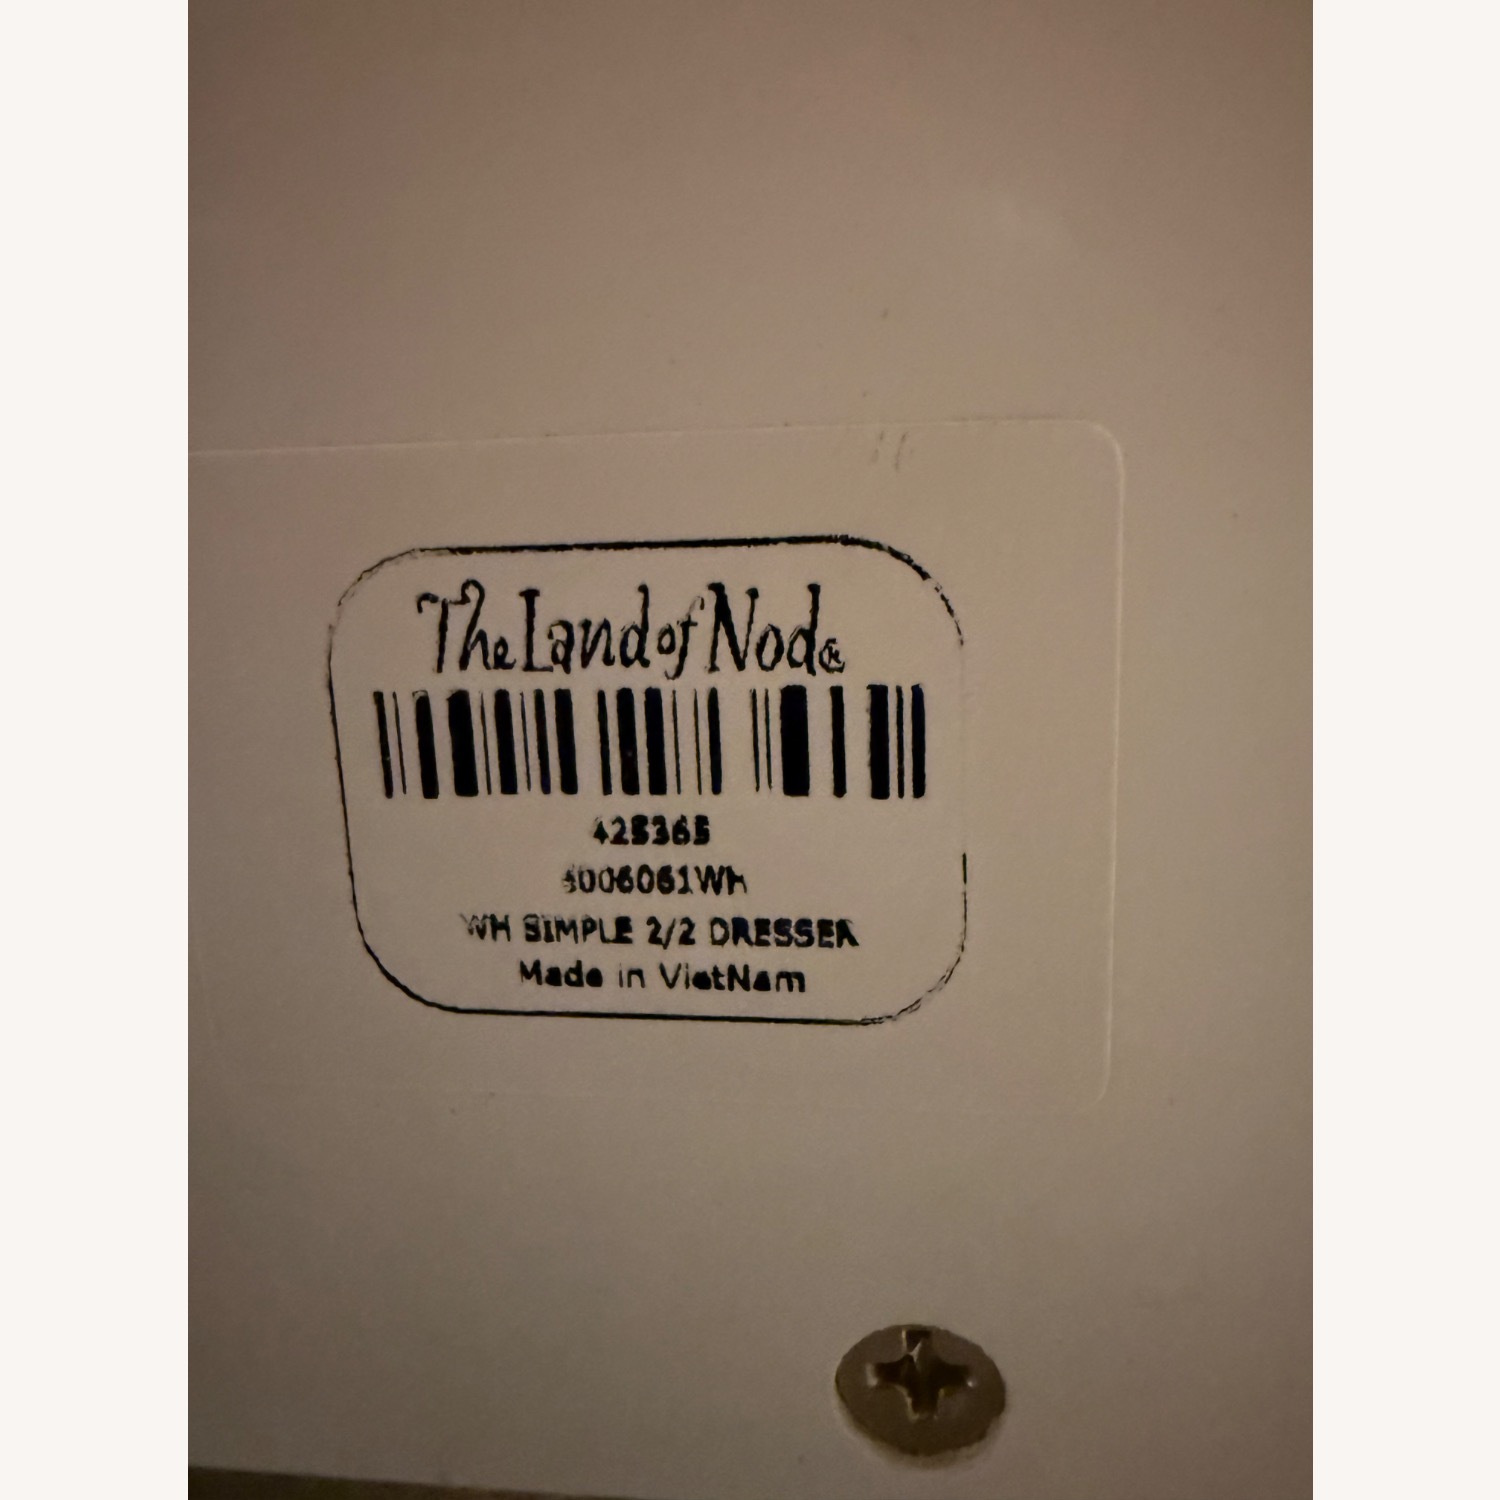 The Land of Nod®
425365
4006061WH
WH SIMPLE 2/2 DRESSER
Made in VietNam